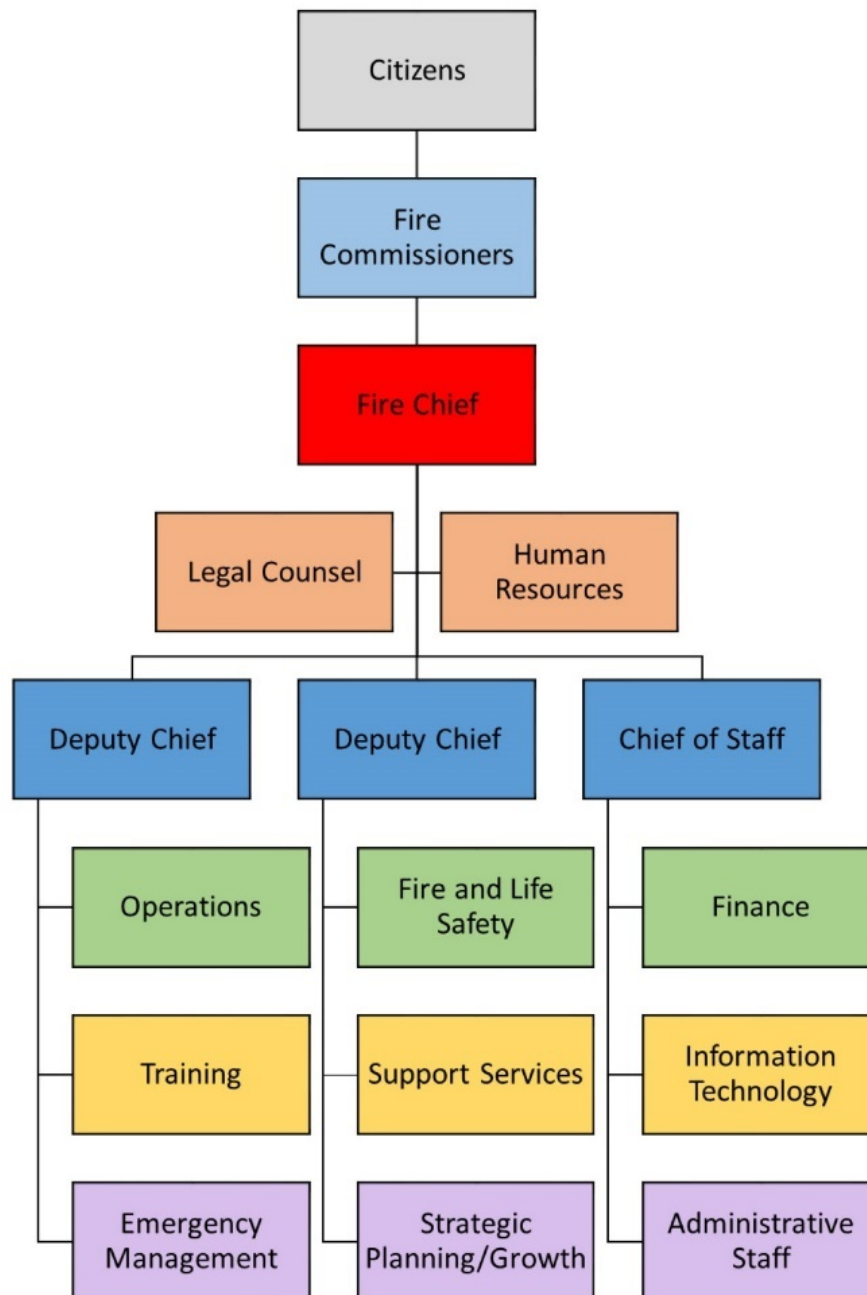 Citizens
Fire
Commissioners
Fire Chief
Legal Counsel
Human
Resources
Deputy Chief
Deputy Chief
Chief of Staff
Operations
Fire and Life
Safety
Finance
Training
Support Services
Information
Technology
Emergency
Management
Strategic
Planning/Growth
Administrative
Staff